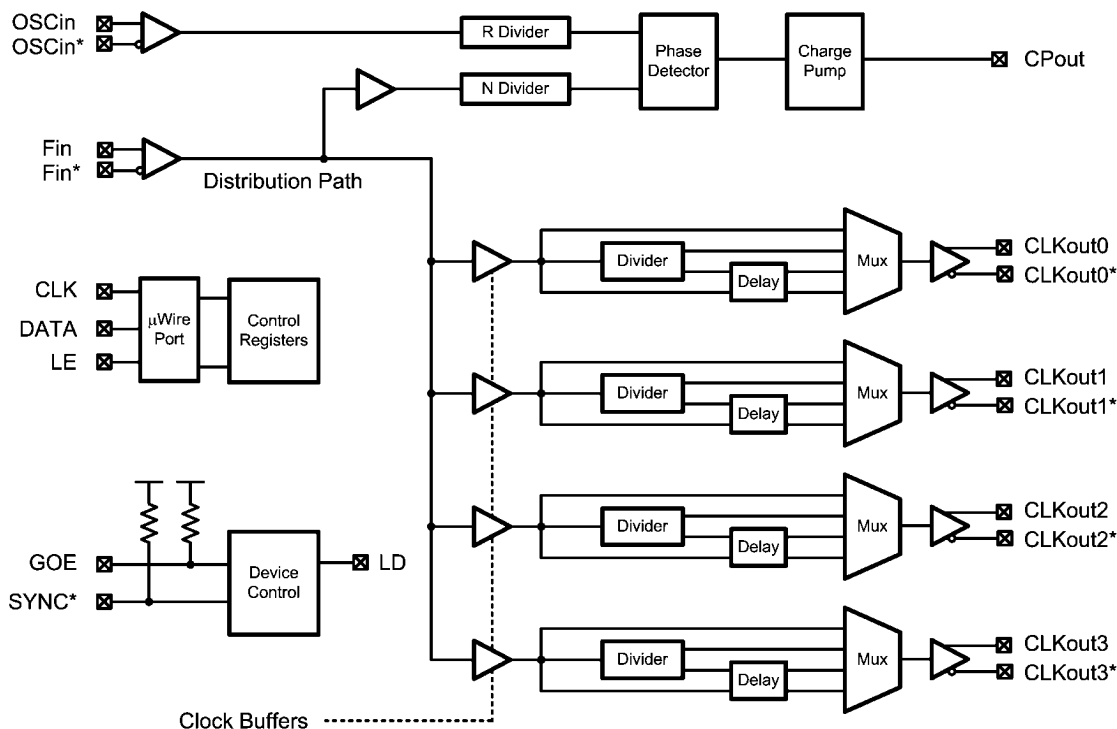 OSCin
OSCin*
R Divider
N Divider
Phase
Detector
Charge
Pump
CPout
Fin
Fin*
Distribution Path
CLK
DATA
LE
μWire
Port
Control
Registers
Divider
Delay
Mux
CLKout0
CLKout0*
Divider
Delay
Mux
CLKout1
CLKout1*
Divider
Delay
Mux
CLKout2
CLKout2*
Divider
Delay
Mux
CLKout3
CLKout3*
GOE
SYNC*
Device
Control
LD
Clock Buffers